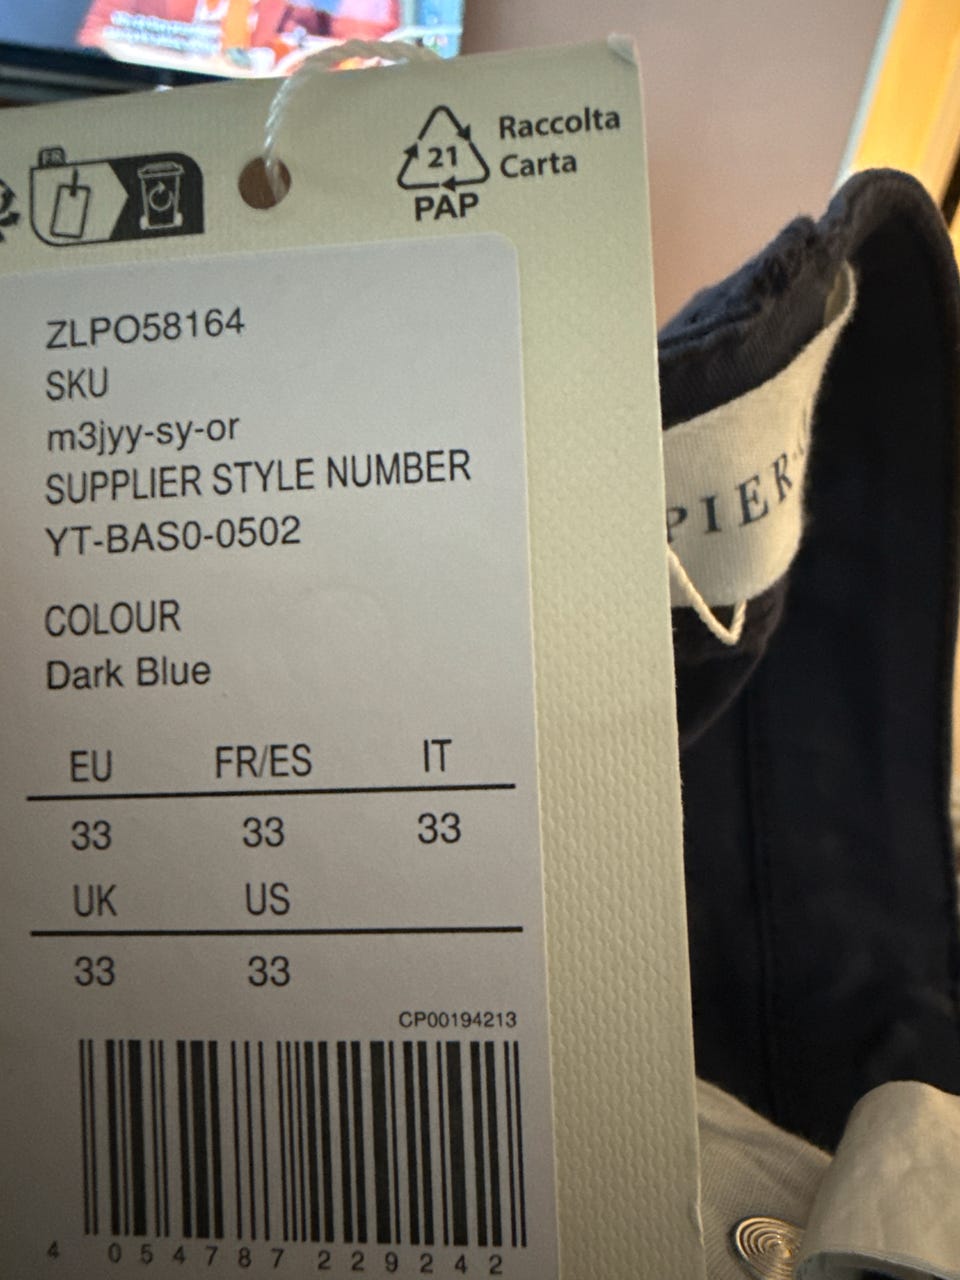 FR
21
PAP
Raccolta
Carta
ZLPO58164
SKU
m3jyy-sy-or
SUPPLIER STYLE NUMBER
YT-BAS0-0502
COLOUR
Dark Blue
EU FR/ES IT
33 33 33
UK US
33 33
CP00194213
4 054787 229242
PIER